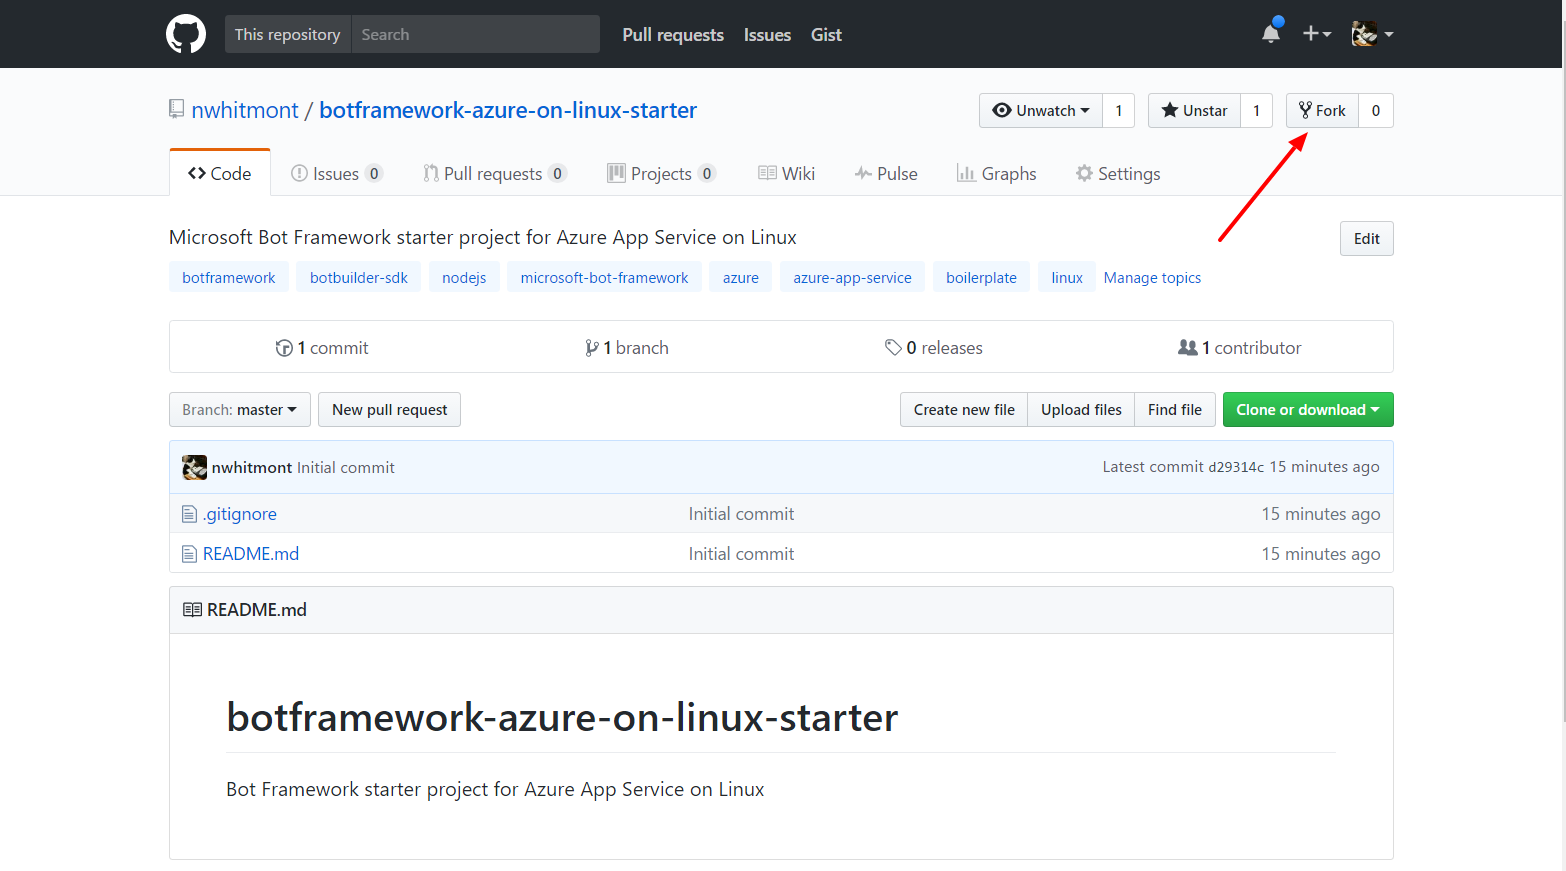 This repository Search Pull requests Issues Gist
nwhitmont / botframework-azure-on-linux-starter Unwatch 1 Unstar 1 Fork 0
Code Issues 0 Pull requests 0 Projects 0 Wiki Pulse Graphs Settings
Microsoft Bot Framework starter project for Azure App Service on Linux Edit
botframework botbuilder-sdk nodejs microsoft-bot-framework azure azure-app-service boilerplate linux Manage topics
1 commit 1 branch 0 releases 1 contributor
Branch: master New pull request Create new file Upload files Find file Clone or download
nwhitmont Initial commit Latest commit d29314c 15 minutes ago
.gitignore Initial commit 15 minutes ago
README.md Initial commit 15 minutes ago
README.md
botframework-azure-on-linux-starter
Bot Framework starter project for Azure App Service on Linux